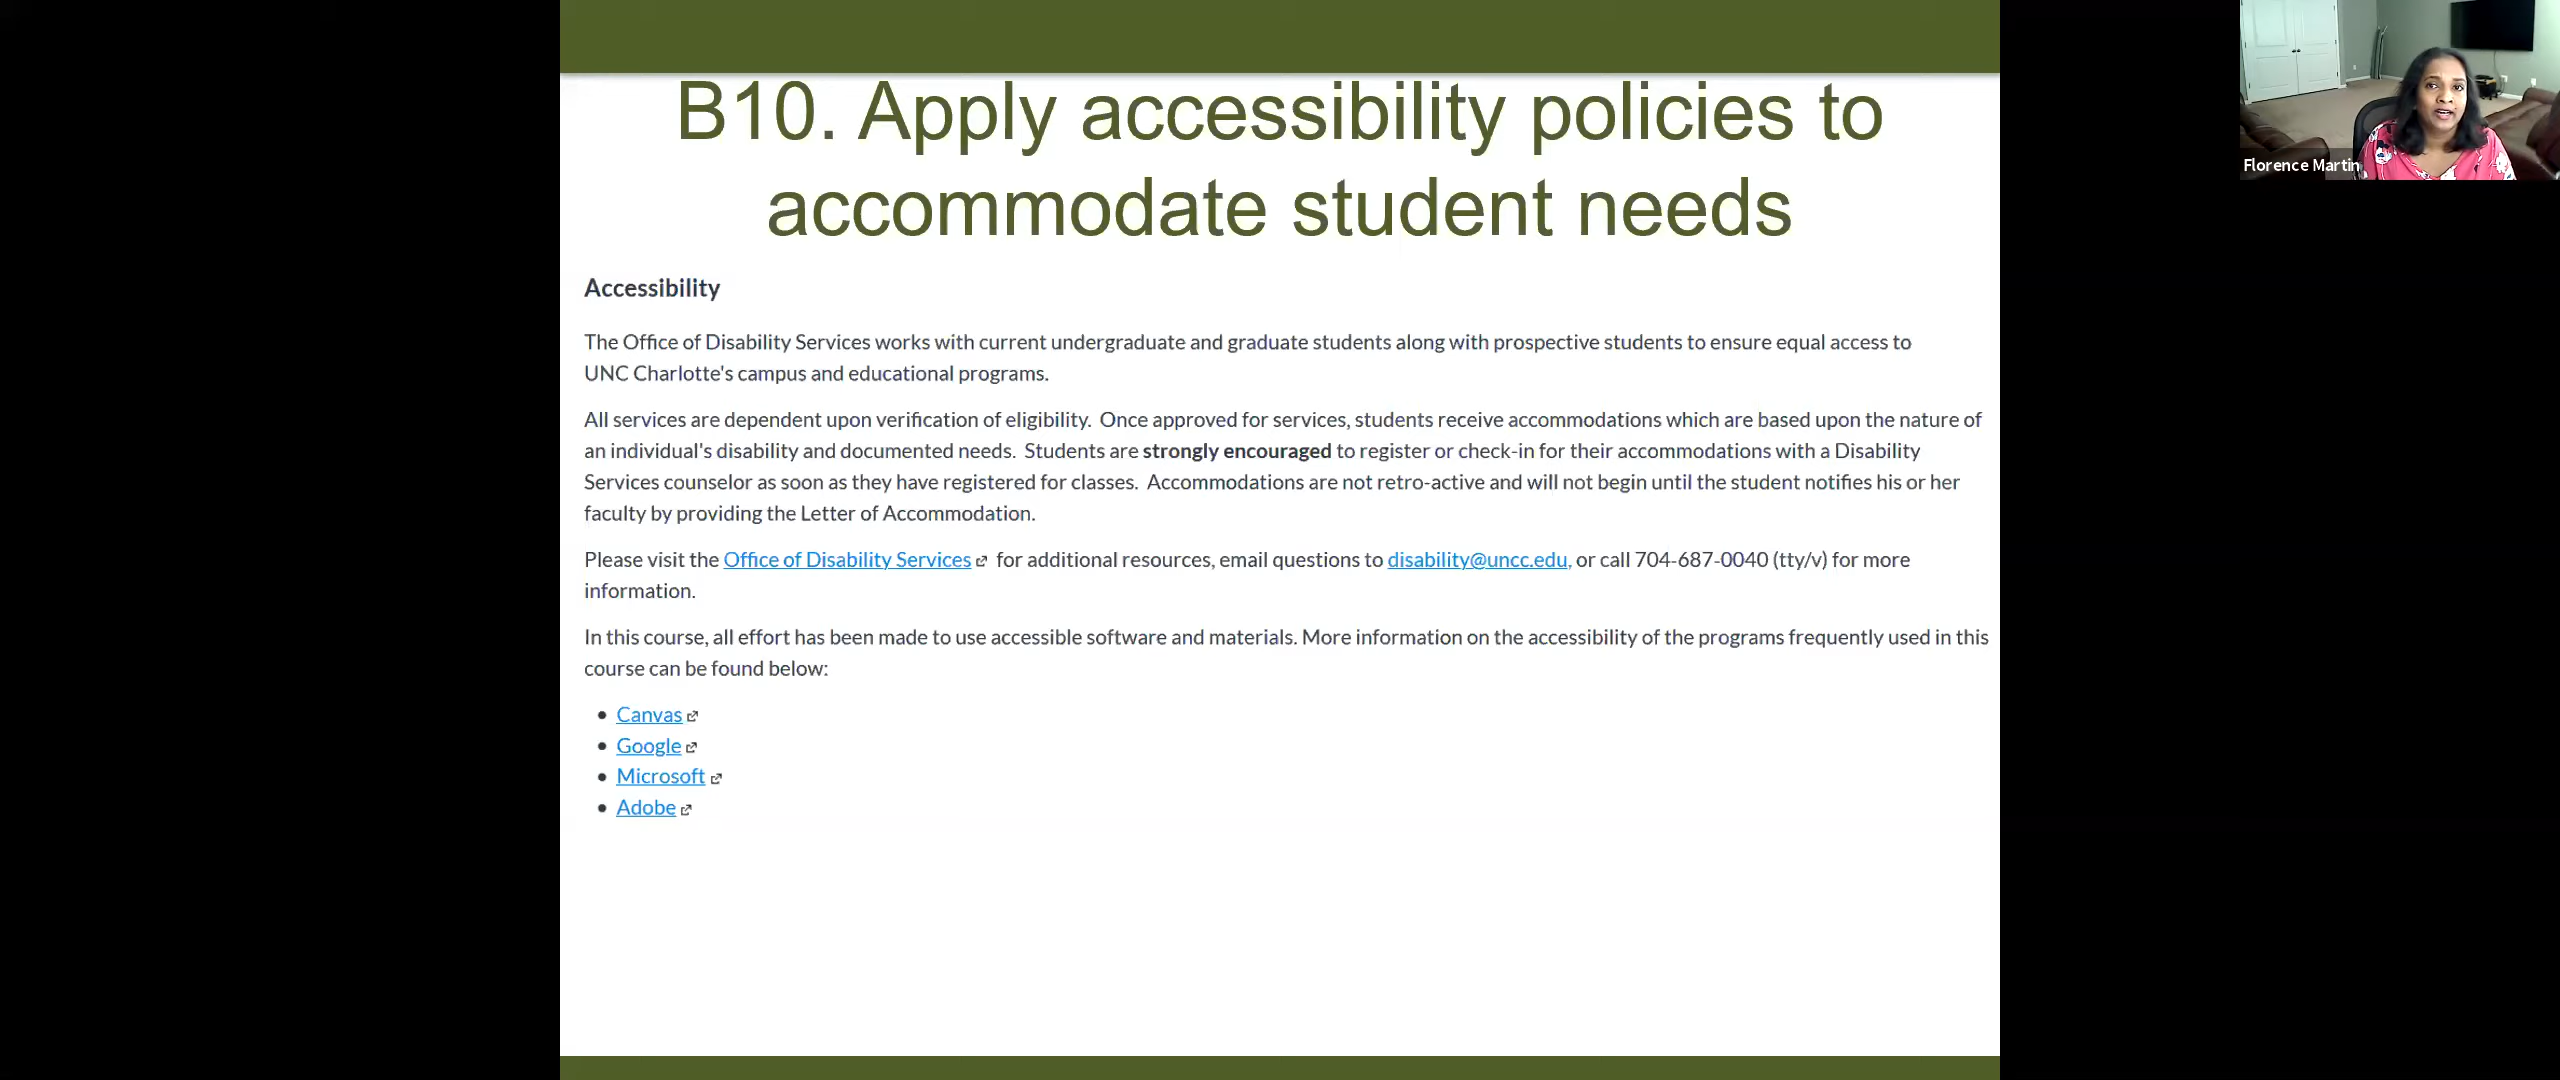 B10. Apply accessibility policies to
accommodate student needs
Florence Martin
Accessibility
The Office of Disability Services works with current undergraduate and graduate students along with prospective students to ensure equal access to
UNC Charlotte's campus and educational programs.
All services are dependent upon verification of eligibility.  Once approved for services, students receive accommodations which are based upon the nature of
an individual's disability and documented needs.  Students are strongly encouraged to register or check-in for their accommodations with a Disability
Services counselor as soon as they have registered for classes.  Accommodations are not retro-active and will not begin until the student notifies his or her
faculty by providing the Letter of Accommodation.
Please visit the Office of Disability Services for additional resources, email questions to disability@uncc.edu, or call 704-687-0040 (tty/v) for more
information.
In this course, all effort has been made to use accessible software and materials. More information on the accessibility of the programs frequently used in this
course can be found below:
• Canvas
• Google
• Microsoft
• Adobe